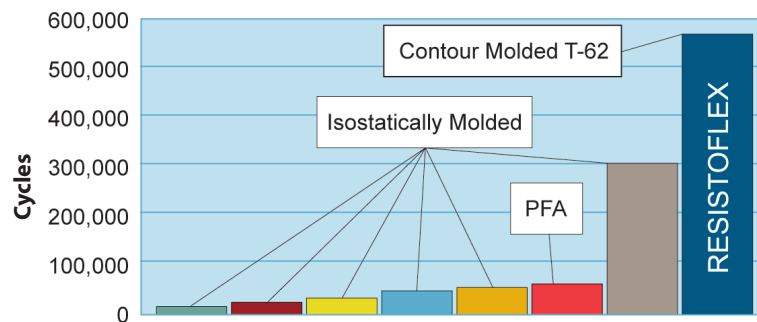 600,000
500,000
400,000
300,000
200,000
100,000
0
Cycles
Contour Molded T-62
Isostatically Molded
PFA
RESISTOFLEX